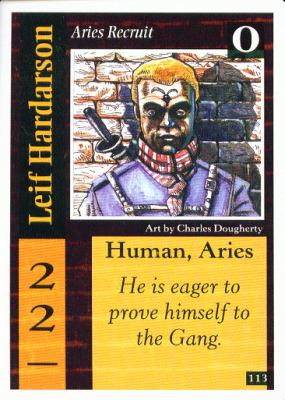 Leif Hardarson
Aries Recruit
0
Art by Charles Dougherty
2
2
—
Human, Aries
He is eager to
prove himself to
the Gang.
113